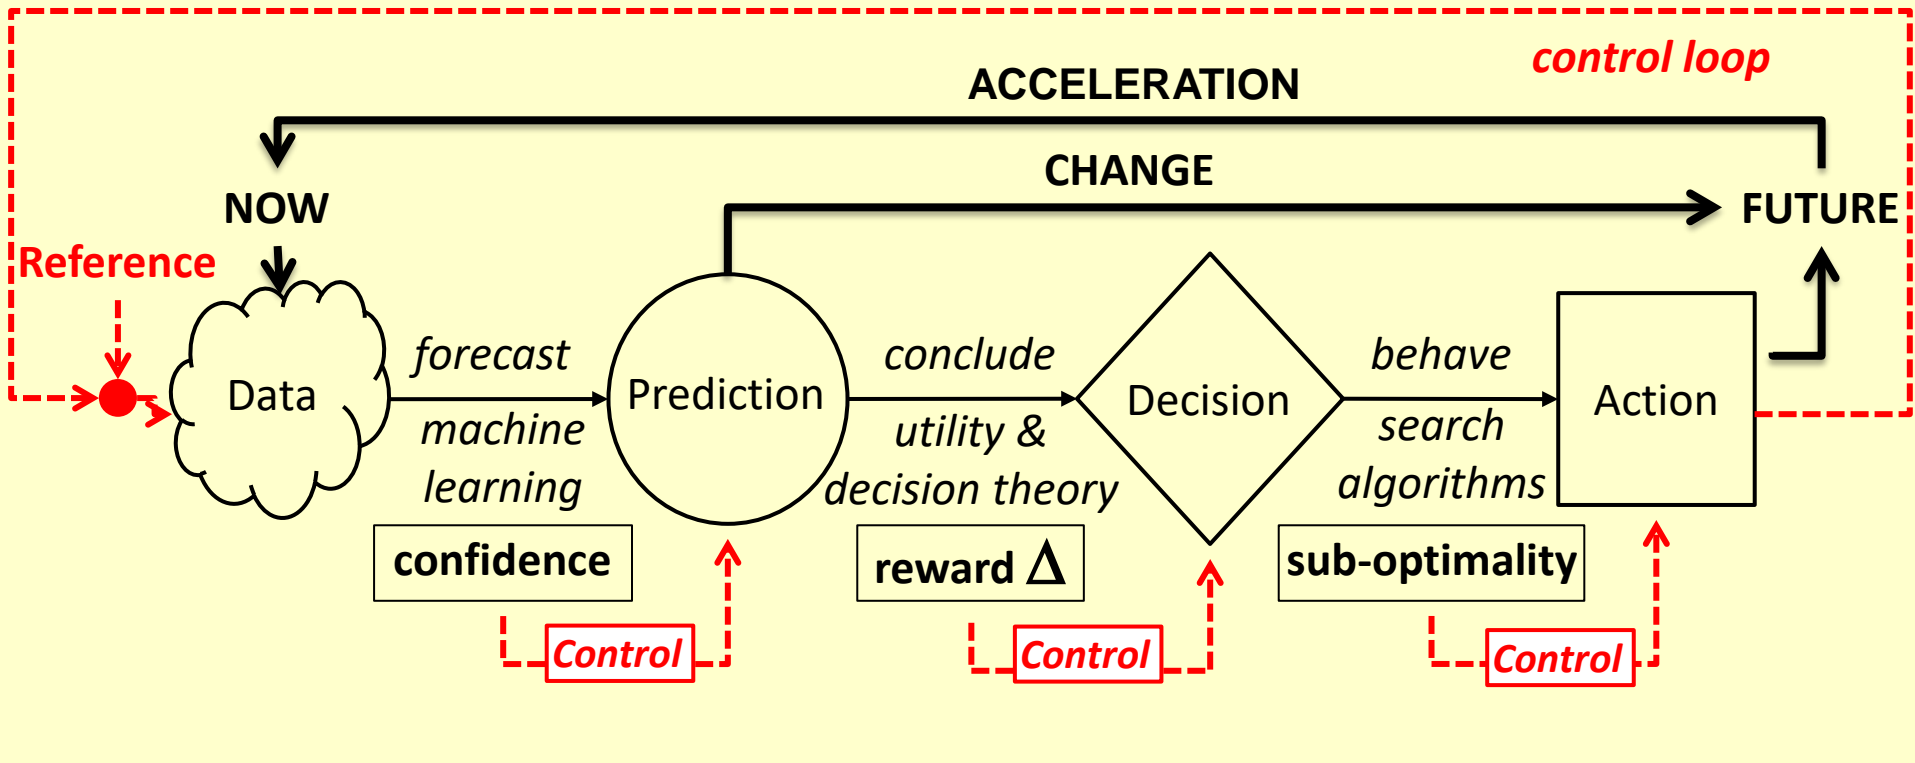 control loop
ACCELERATION
CHANGE
NOW
FUTURE
Reference
Data
forecast
machine
learning
Prediction
conclude
utility &
decision theory
Decision
behave
search
algorithms
Action
confidence
reward Δ
sub-optimality
Control
Control
Control